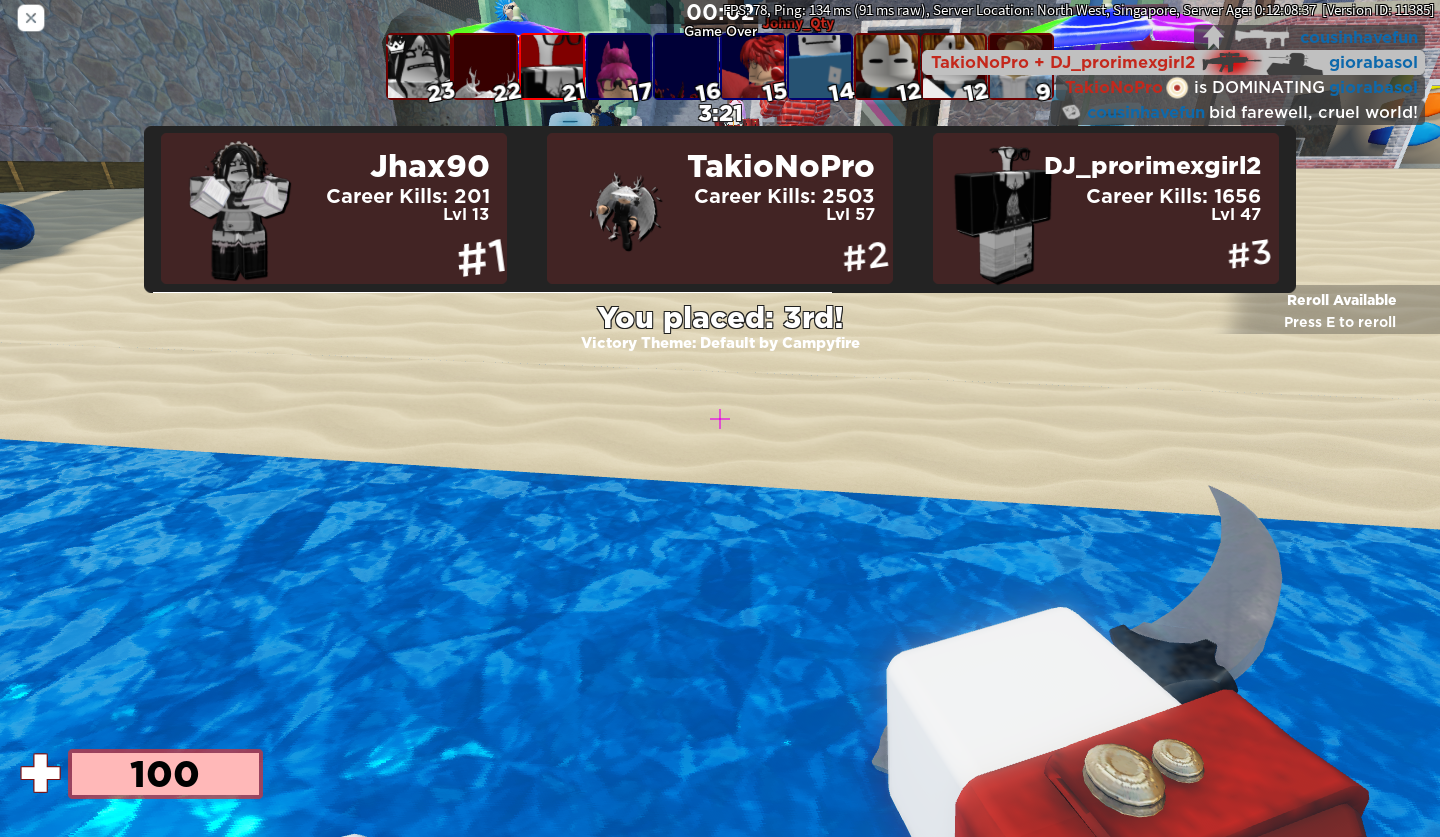 FPS: 78, Ping: 134 ms (91 ms raw), Server Location: North West, Singapore, Server Age: 0:12:08:37 [Version ID: 11385]
00:02
Johny_Qty
Game Over
cousinhavefun
TakioNoPro + DJ_prorimexgirl2 giorabasol
TakioNoPro is DOMINATING giorabasol
cousinhavefun bid farewell, cruel world!
23 22 21 17 16 15 14 12 12 9
3:21
Jhax90
Career Kills: 201
Lvl 13
#1
TakioNoPro
Career Kills: 2503
Lvl 57
#2
DJ_prorimexgirl2
Career Kills: 1656
Lvl 47
#3
You placed: 3rd!
Victory Theme: Default by Campyfire
Reroll Available
Press E to reroll
100